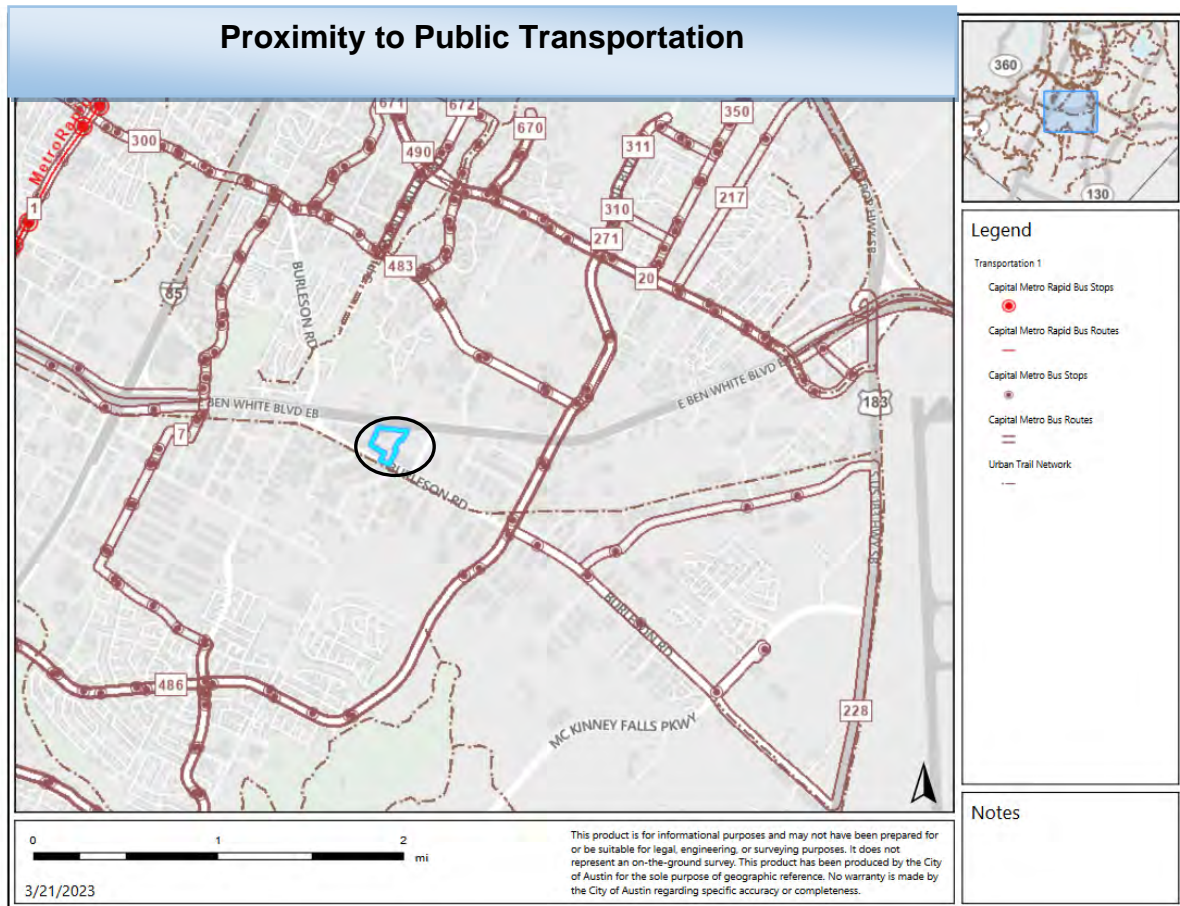 Proximity to Public Transportation
360
130
671
672
670
350
311
300
490
MetroRapid
217
310
1
271
483
20
BURLESON RD
E BEN WHITE BLVD EB
E BEN WHITE BLVD E
183
7
BURLESON RD
BURLESON RD
486
228
MC KINNEY FALLS PKWY
Legend
Transportation 1
Capital Metro Rapid Bus Stops
Capital Metro Rapid Bus Routes
Capital Metro Bus Stops
Capital Metro Bus Routes
Urban Trail Network
Notes
0 1 2
mi
3/21/2023
This product is for informational purposes and may not have been prepared for
or be suitable for legal, engineering, or surveying purposes. It does not
represent an on-the-ground survey. This product has been produced by the City
of Austin for the sole purpose of geographic reference. No warranty is made by
the City of Austin regarding specific accuracy or completeness.